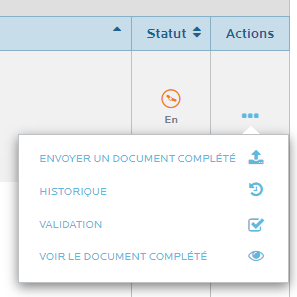 Statut Actions
En
ENVOYER UN DOCUMENT COMPLÉTÉ
HISTORIQUE
VALIDATION
VOIR LE DOCUMENT COMPLÉTÉ